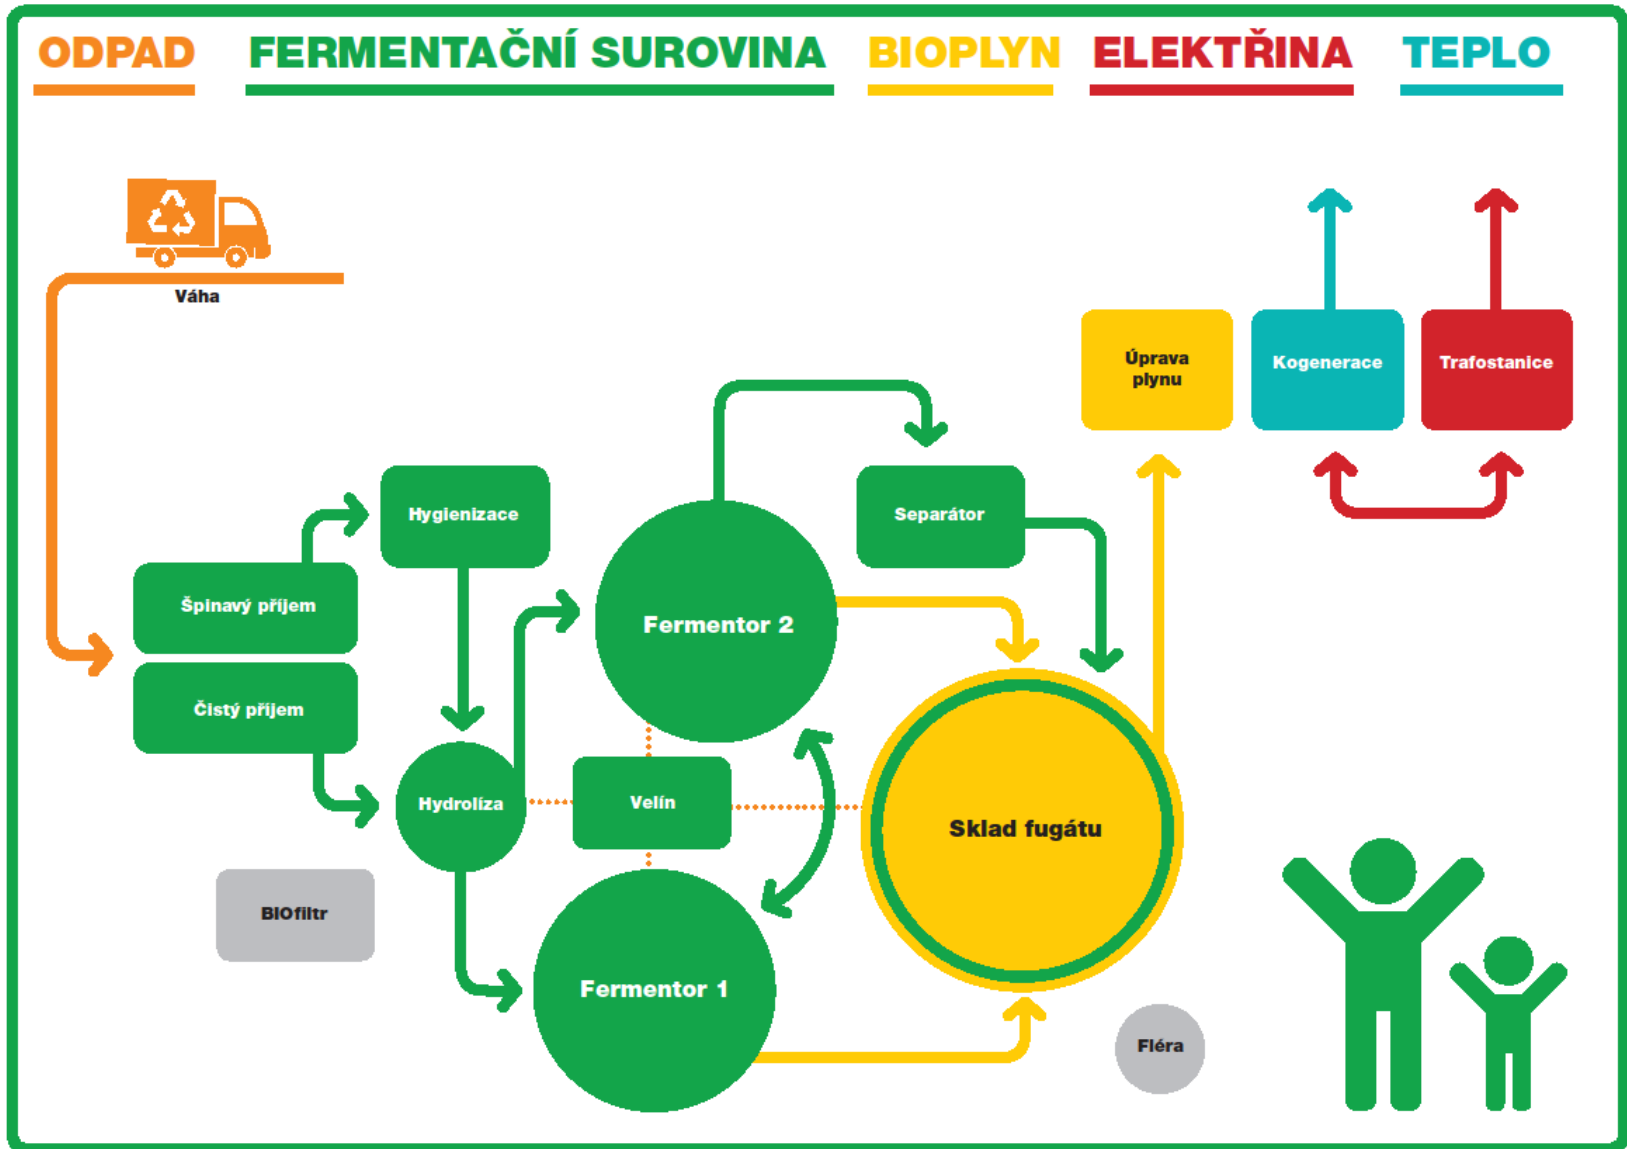 ODPAD
FERMENTAČNÍ SUROVINA
BIOPLYN
ELEKTŘINA
TEPLO
Váha
Úprava
plynu
Kogenerace
Trafostanice
Hygienizace
Separátor
Špinavý příjem
Čistý příjem
Fermentor 2
Hydrolíza
Velín
Sklad fugátu
BIOfiltr
Fermentor 1
Fléra